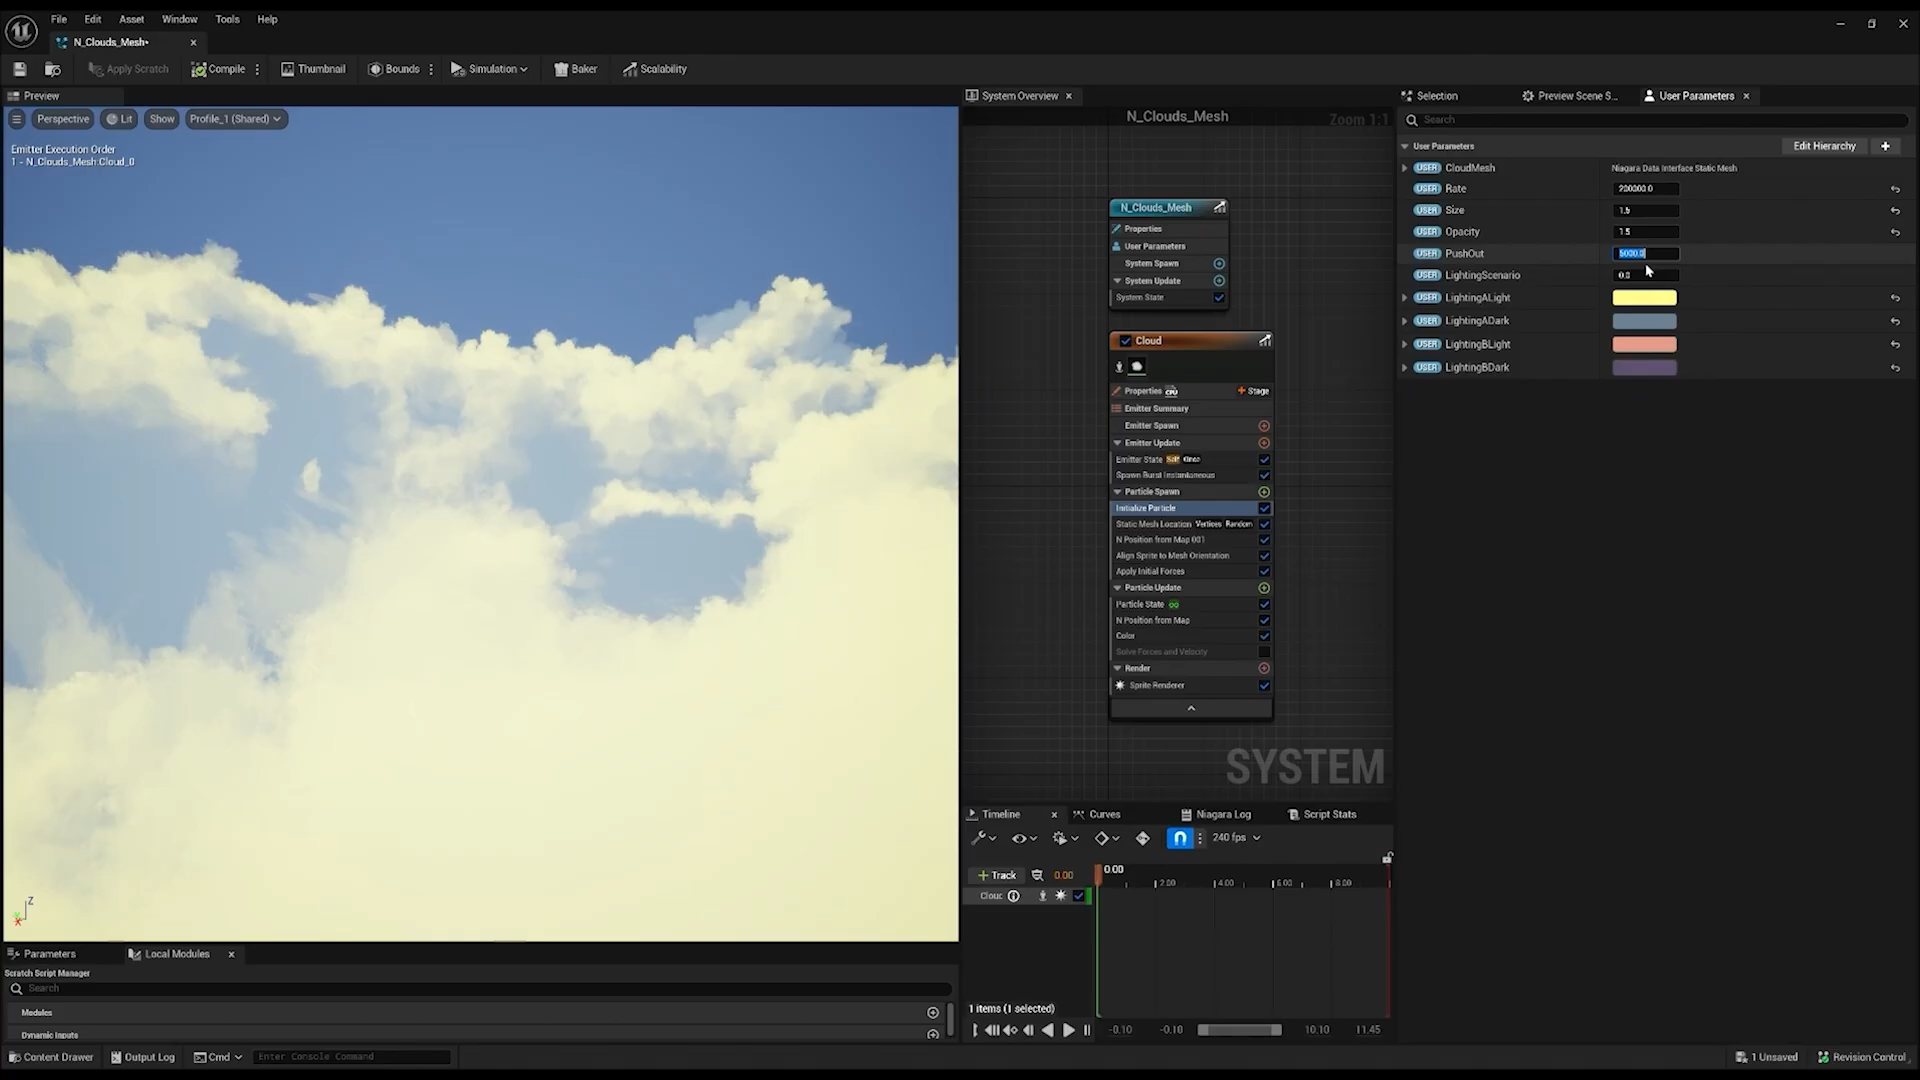 File Edit Asset Window Tools Help
N_Clouds_Mesh•
Apply Scratch Compile Thumbnail Bounds Simulation Baker Scalability
Preview
Perspective Lit Show Profile_1 (Shared)
Emitter Execution Order
1 - N_Clouds_Mesh:Cloud_0
Z
Parameters Local Modules
Scratch Script Manager
Search
Modules
Dynamic Inputs
System Overview
N_Clouds_Mesh
Zoom 1:1
N_Clouds_Mesh
Properties
User Parameters
System Spawn
System Update
System State
Cloud
Properties CPU Stage
Emitter Summary
Emitter Spawn
Emitter Update
Emitter State Self Once
Spawn Burst Instantaneous
Particle Spawn
Initialize Particle
Static Mesh Location Vertices Random
N Position from Map 001
Align Sprite to Mesh Orientation
Apply Initial Forces
Particle Update
Particle State
N Position from Map
Color
Solve Forces and Velocity
Render
Sprite Renderer
SYSTEM
Timeline Curves Niagara Log Script Stats
240 fps
Track 0.00
0.00
2.00 4.00 6.00 8.00
Clouc
1 items (1 selected)
-0.10 -0.10 10.10 11.45
Selection Preview Scene S... User Parameters
Search
User Parameters Edit Hierarchy
USER CloudMesh Niagara Data Interface Static Mesh
USER Rate 200000.0
USER Size 1.5
USER Opacity 1.5
USER PushOut 5000.0
USER LightingScenario 0.0
USER LightingALight
USER LightingADark
USER LightingBLight
USER LightingBDark
Content Drawer Output Log Cmd Enter Console Command
1 Unsaved Revision Control